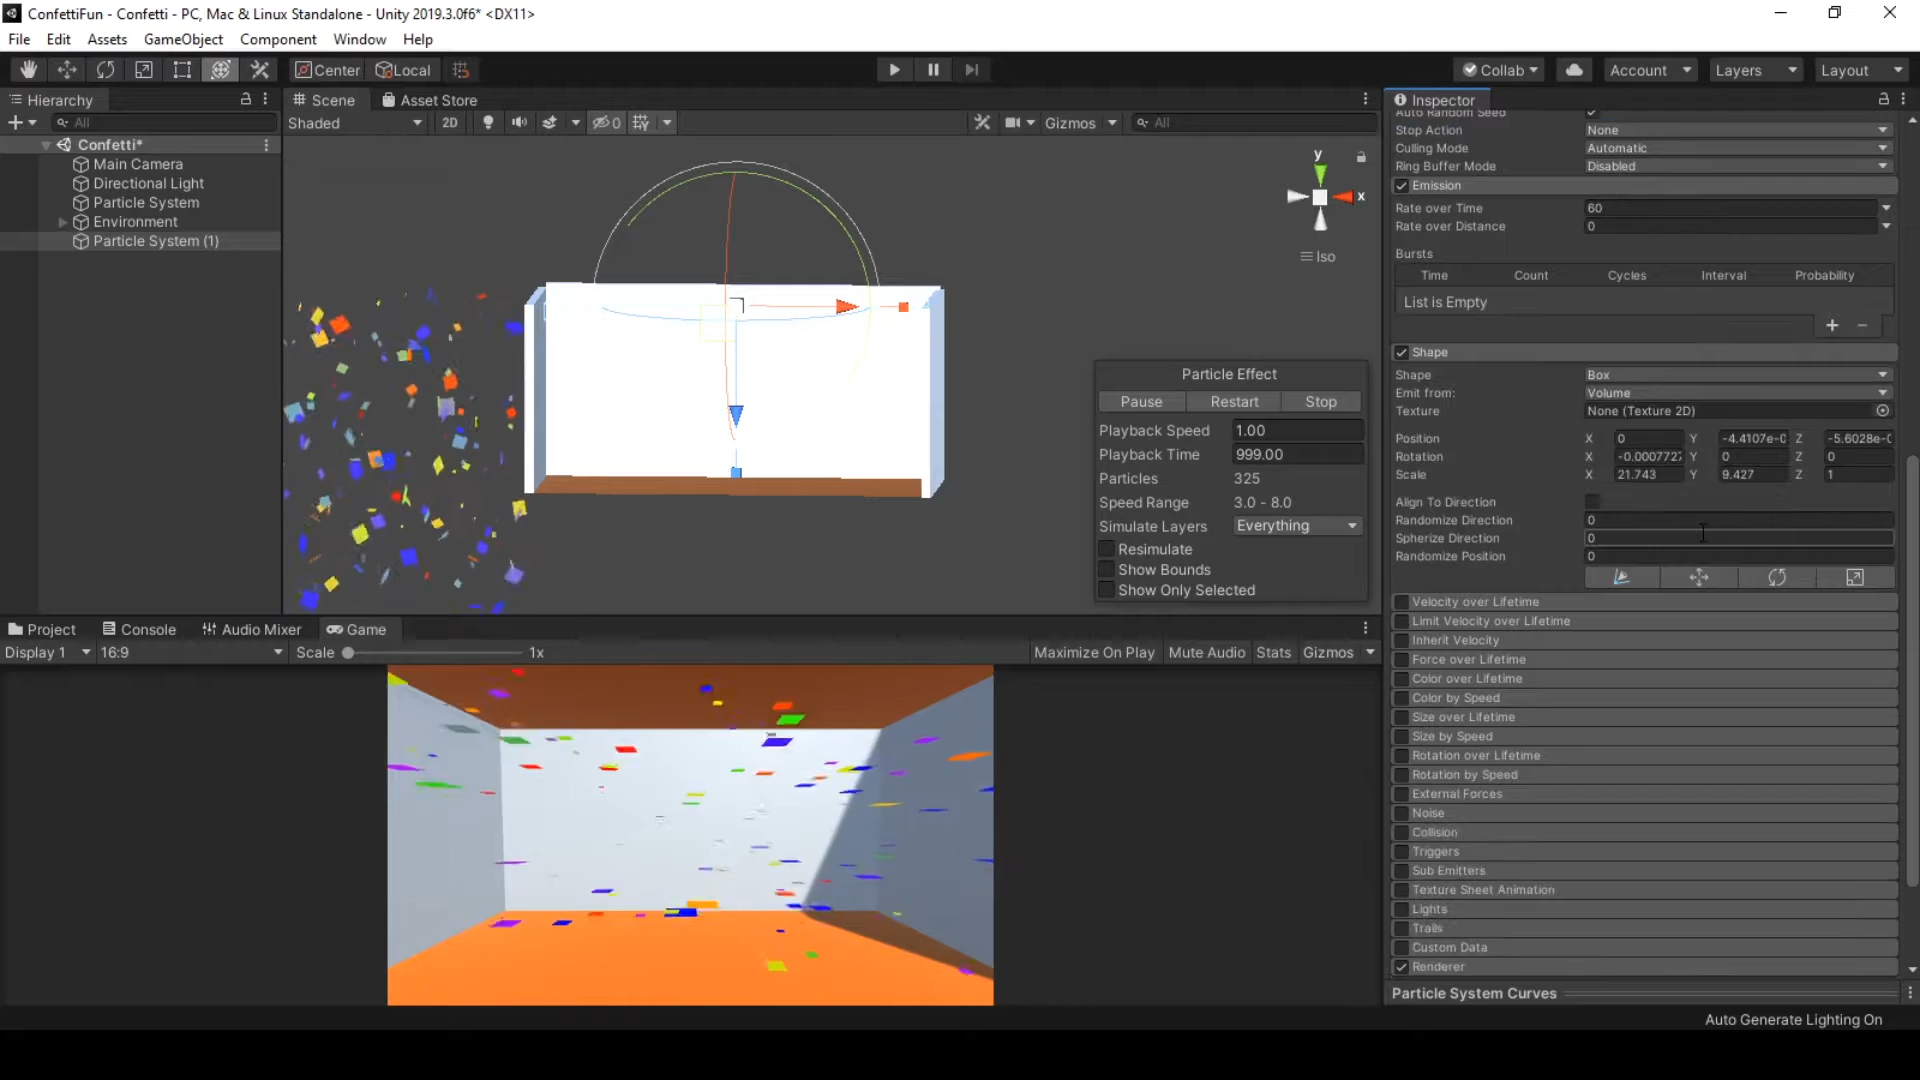 ConfettiFun - Confetti - PC, Mac & Linux Standalone - Unity 2019.3.0f6* <DX11>
File Edit Assets GameObject Component Window Help
Center Local Collab Account Layers Layout
Hierarchy
All
Confetti*
Main Camera
Directional Light
Particle System
Environment
Particle System (1)
Scene Asset Store
Shaded 2D 0 Gizmos All
y
x
Iso
Particle Effect
Pause Restart Stop
Playback Speed 1.00
Playback Time 999.00
Particles 325
Speed Range 3.0 - 8.0
Simulate Layers Everything
Resimulate
Show Bounds
Show Only Selected
Project Console Audio Mixer Game
Display 1 16:9 Scale 1x Maximize On Play Mute Audio Stats Gizmos
Inspector
Auto Random Seed
Stop Action None
Culling Mode Automatic
Ring Buffer Mode Disabled
Emission
Rate over Time 60
Rate over Distance 0
Bursts
Time Count Cycles Interval Probability
List is Empty
Shape
Shape Box
Emit from: Volume
Texture None (Texture 2D)
Position X 0 Y -4.4107e-0 Z -5.6028e-0
Rotation X -0.000772 Y 0 Z 0
Scale X 21.743 Y 9.427 Z 1
Align To Direction
Randomize Direction 0
Spherize Direction 0
Randomize Position 0
Velocity over Lifetime
Limit Velocity over Lifetime
Inherit Velocity
Force over Lifetime
Color over Lifetime
Color by Speed
Size over Lifetime
Size by Speed
Rotation over Lifetime
Rotation by Speed
External Forces
Noise
Collision
Triggers
Sub Emitters
Texture Sheet Animation
Lights
Trails
Custom Data
Renderer
Particle System Curves
Auto Generate Lighting On